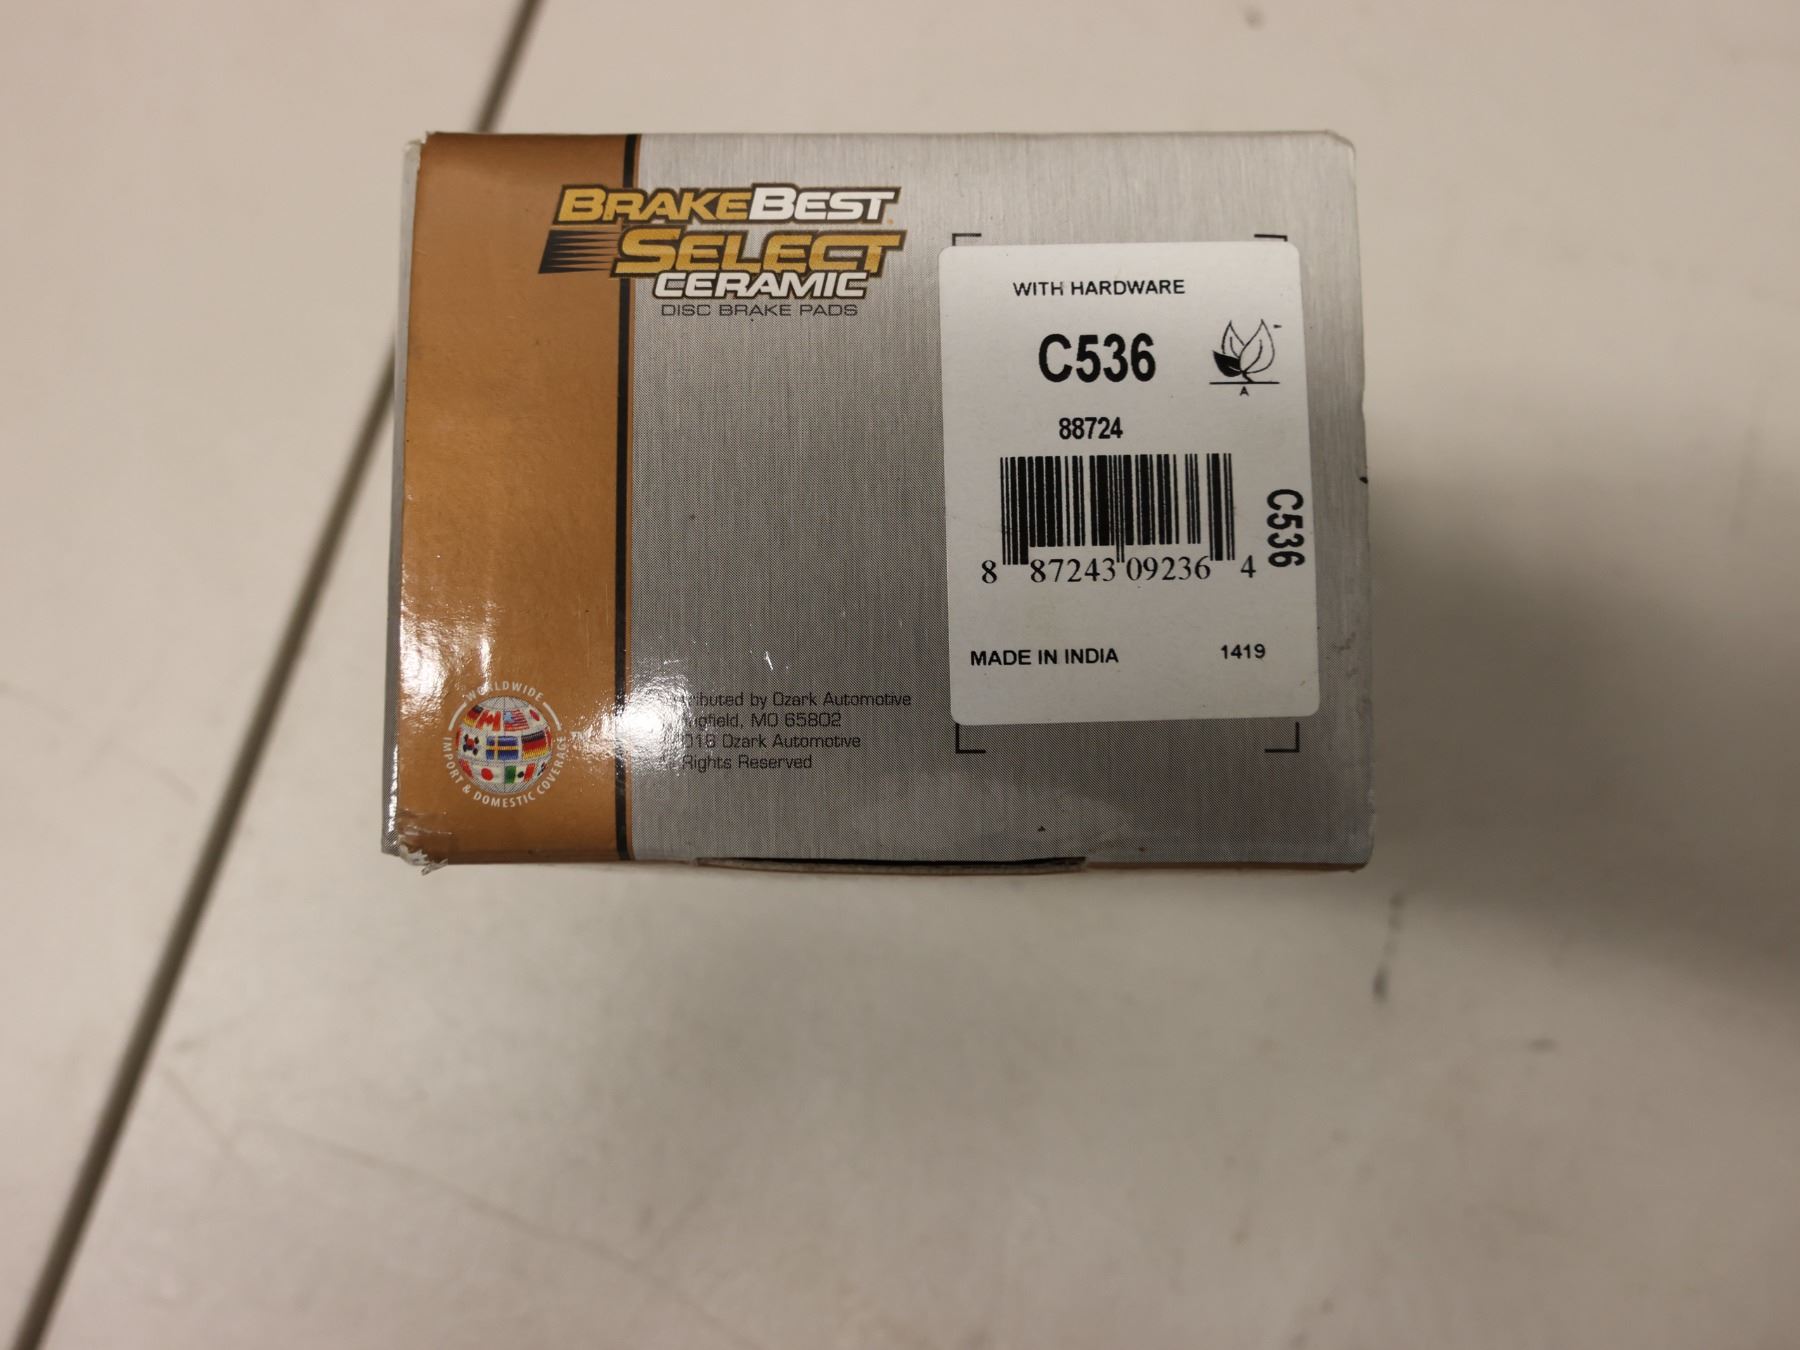 BRAKEBEST
SELECT
CERAMIC
DISC BRAKE PADS
WITH HARDWARE
C536
A
88724
8 87243 09236 4
C536
MADE IN INDIA 1419
WORLDWIDE
IMPORT & DOMESTIC COVERAGE
by Ozark Automotive
MO 65802
Ozark Automotive
Rights Reserved